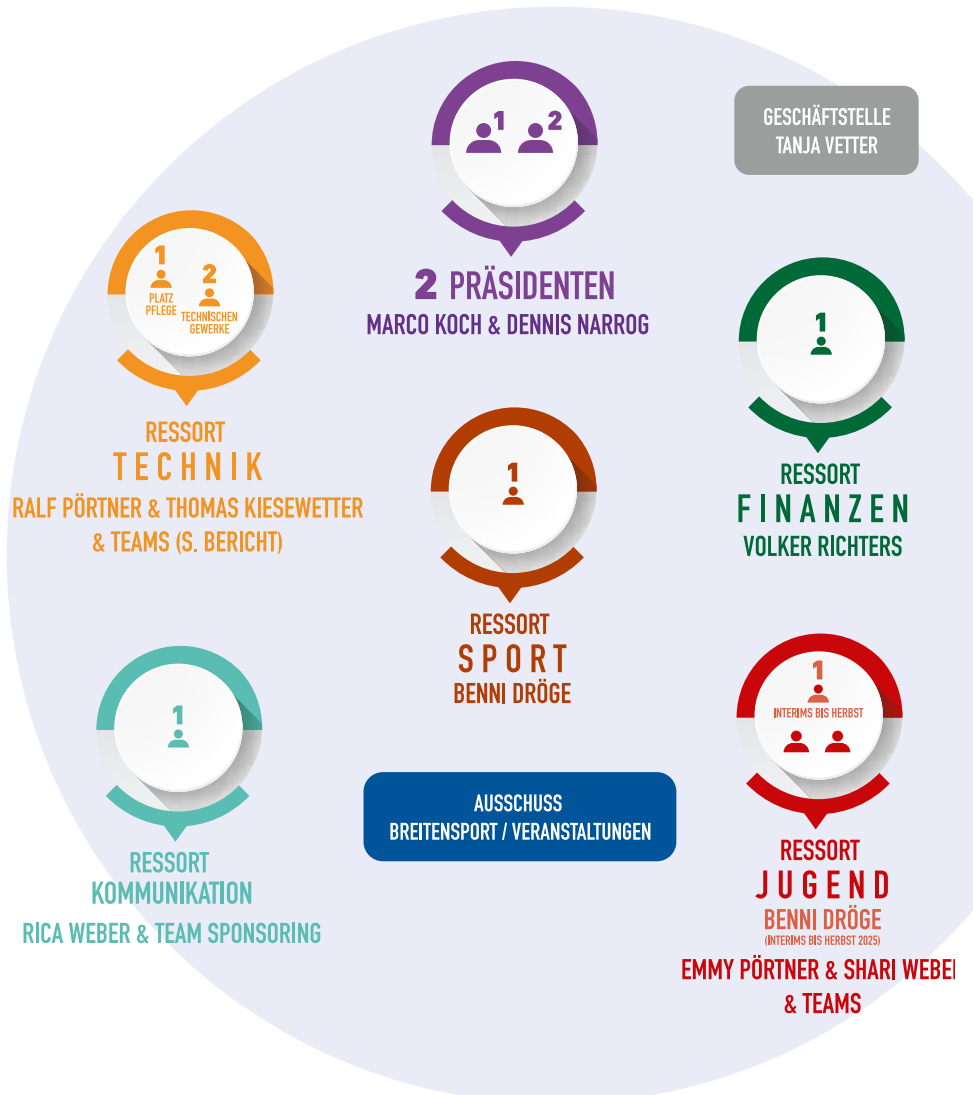 1 2
2 PRÄSIDENTEN
MARCO KOCH & DENNIS NARROG
GESCHÄFTSTELLE
TANJA VETTER
1
PLATZ
PFLEGE
2
TECHNISCHEN
GEWERKE
RESSORT
TECHNIK
RALF PÖRTNER & THOMAS KIESEWETTER
& TEAMS (S. BERICHT)
1
RESSORT
FINANZEN
VOLKER RICHTERS
1
RESSORT
SPORT
BENNI DRÖGE
1
RESSORT
KOMMUNIKATION
RICA WEBER & TEAM SPONSORING
AUSSCHUSS
BREITENSPORT / VERANSTALTUNGEN
1
INTERIMS BIS HERBST
RESSORT
JUGEND
BENNI DRÖGE
(INTERIMS BIS HERBST 2025)
EMMY PÖRTNER & SHARI
& TEAMS